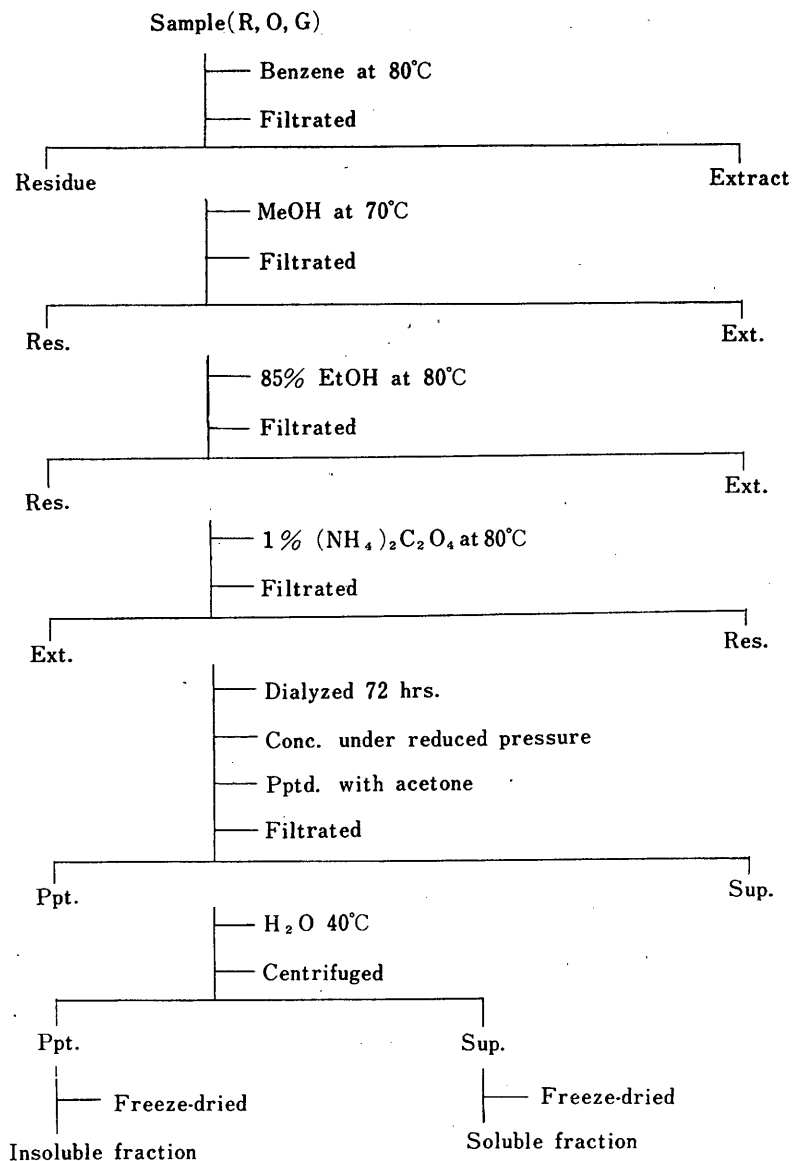 Sample(R, O, G)
Benzene at 80℃
Filtrated
Residue
Extract
MeOH at 70℃
Filtrated
Res.
Ext.
85% EtOH at 80℃
Filtrated
Res.
Ext.
1% (NH₄)₂C₂O₄ at 80℃
Filtrated
Ext.
Res.
Dialyzed 72 hrs.
Conc. under reduced pressure
Pptd. with acetone
Filtrated
Ppt.
Sup.
H₂O 40℃
Centrifuged
Ppt.
Sup.
Freeze-dried
Freeze-dried
Insoluble fraction
Soluble fraction